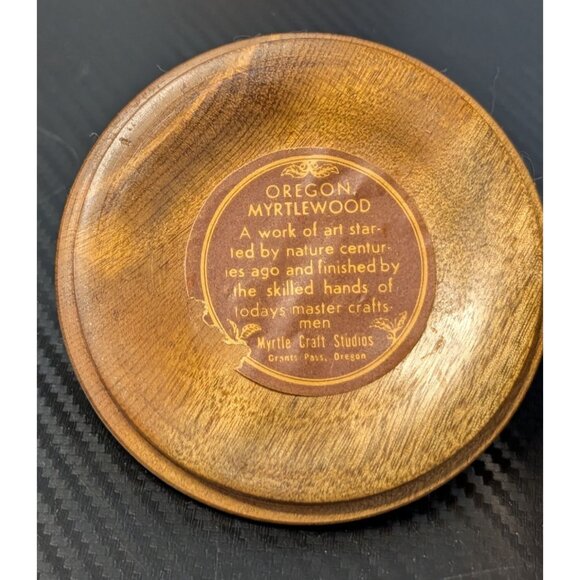 OREGON
MYRTLEWOOD
A work of art star-
ted by nature centur-
ies ago and finished by
the skilled hands of
todays master crafts-
men
Myrtle Craft Studios
Grants Pass, Oregon